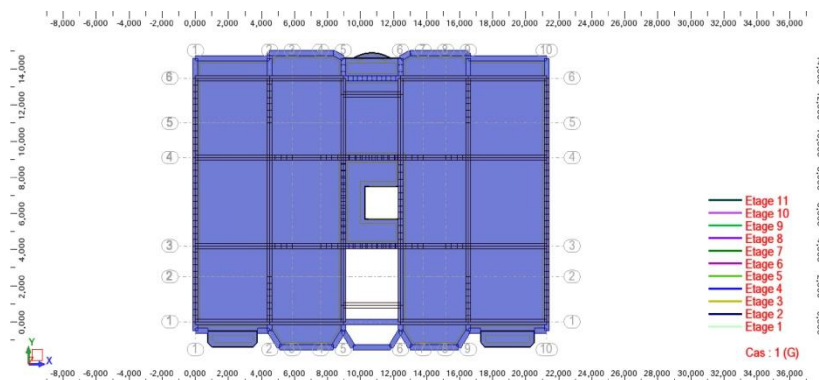 -8,000 -6,000 -4,000 -2,000 0,000 2,000 4,000 6,000 8,000 10,000 12,000 14,000 16,000 18,000 20,000 22,000 24,000 26,000 28,000 30,000 32,000 34,000 36,000
14,000
12,000
10,000
8,000
6,000
4,000
2,000
0,000
1 2 3 4 5 6 7 8 9 10
6 6
5 5
4 4
3 3
2 2
1 1
1 2 3 4 5 6 7 8 9 10
Etage 11
Etage 10
Etage 9
Etage 8
Etage 7
Etage 6
Etage 5
Etage 4
Etage 3
Etage 2
Etage 1
Cas : 1 (G)
Y
X
-8,000 -6,000 -4,000 -2,000 0,000 2,000 4,000 6,000 8,000 10,000 12,000 14,000 16,000 18,000 20,000 22,000 24,000 26,000 28,000 30,000 32,000 34,000 36,000